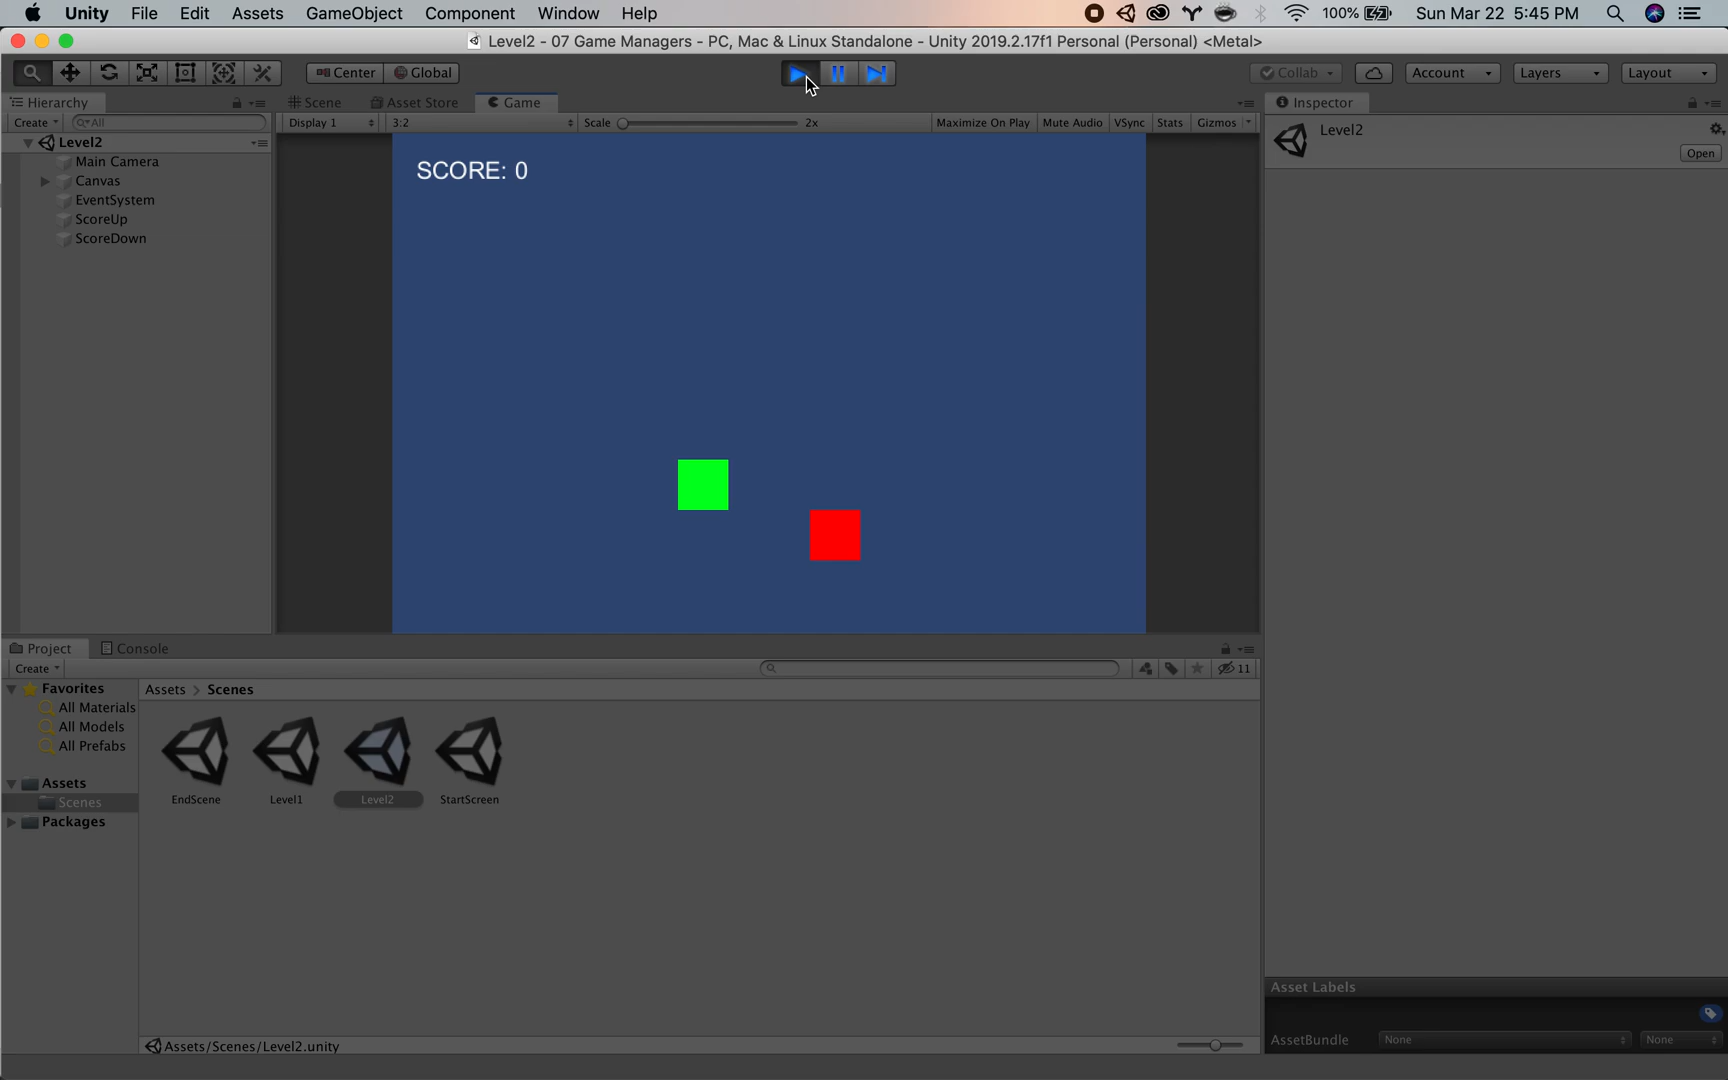 Unity File Edit Assets GameObject Component Window Help 100% Sun Mar 22 5:45 PM
Level2 - 07 Game Managers - PC, Mac & Linux Standalone - Unity 2019.2.17f1 Personal (Personal) <Metal>
Center Global Collab Account Layers Layout
Hierarchy Scene Asset Store Game Inspector
Create All Display 1 3:2 Scale 2x Maximize On Play Mute Audio VSync Stats Gizmos Level2
Level2 Open
Main Camera
Canvas
EventSystem
ScoreUp
ScoreDown
SCORE: 0
Project Console
Create 11
Favorites Assets > Scenes
All Materials
All Models
All Prefabs
Assets
Scenes EndScene Level1 Level2 StartScreen
Packages
Asset Labels
Assets/Scenes/Level2.unity AssetBundle None None